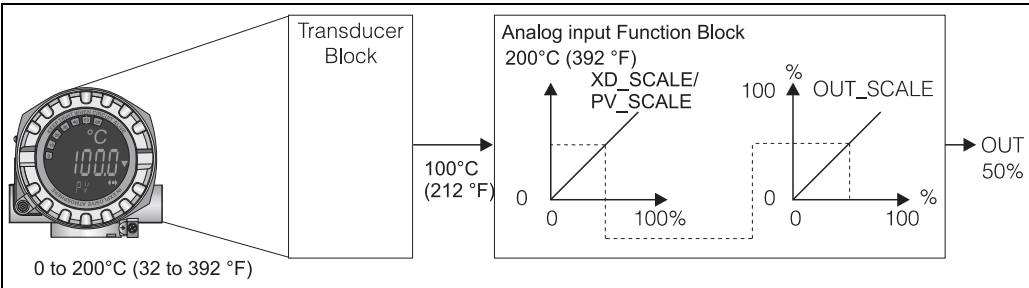 Transducer
Block
Analog input Function Block
200°C (392 °F)
XD_SCALE/
PV_SCALE
0
0
100%
%
100
OUT_SCALE
0
0
100
%
100°C
(212 °F)
OUT
50%
°C
100.0
PV
0 to 200°C (32 to 392 °F)